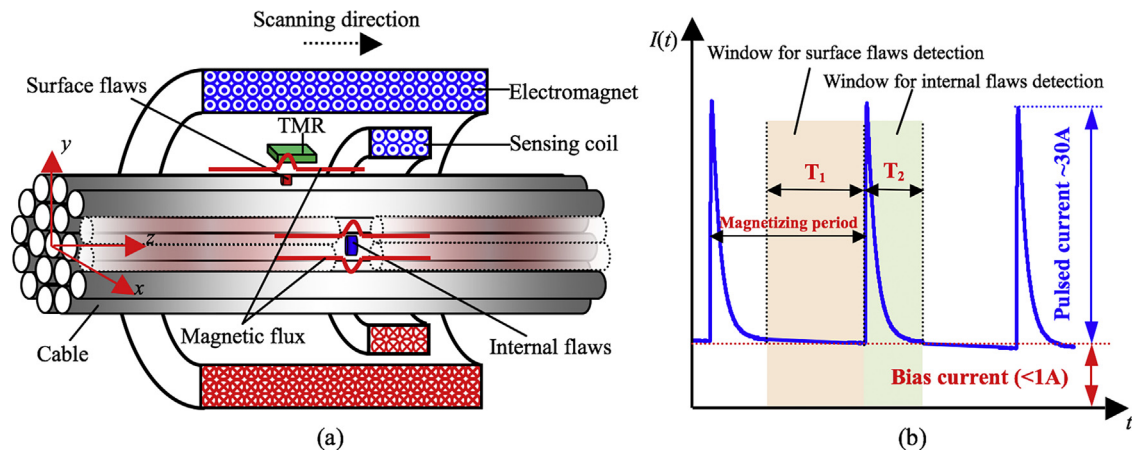 Scanning direction
Surface flaws
TMR
Electromagnet
Sensing coil
y
z
x
Cable
Magnetic flux
Internal flaws
(a)
I(t)
Window for surface flaws detection
Window for internal flaws detection
T₁
T₂
Magnetizing period
Pulsed current ~30A
Bias current (<1A)
t
(b)